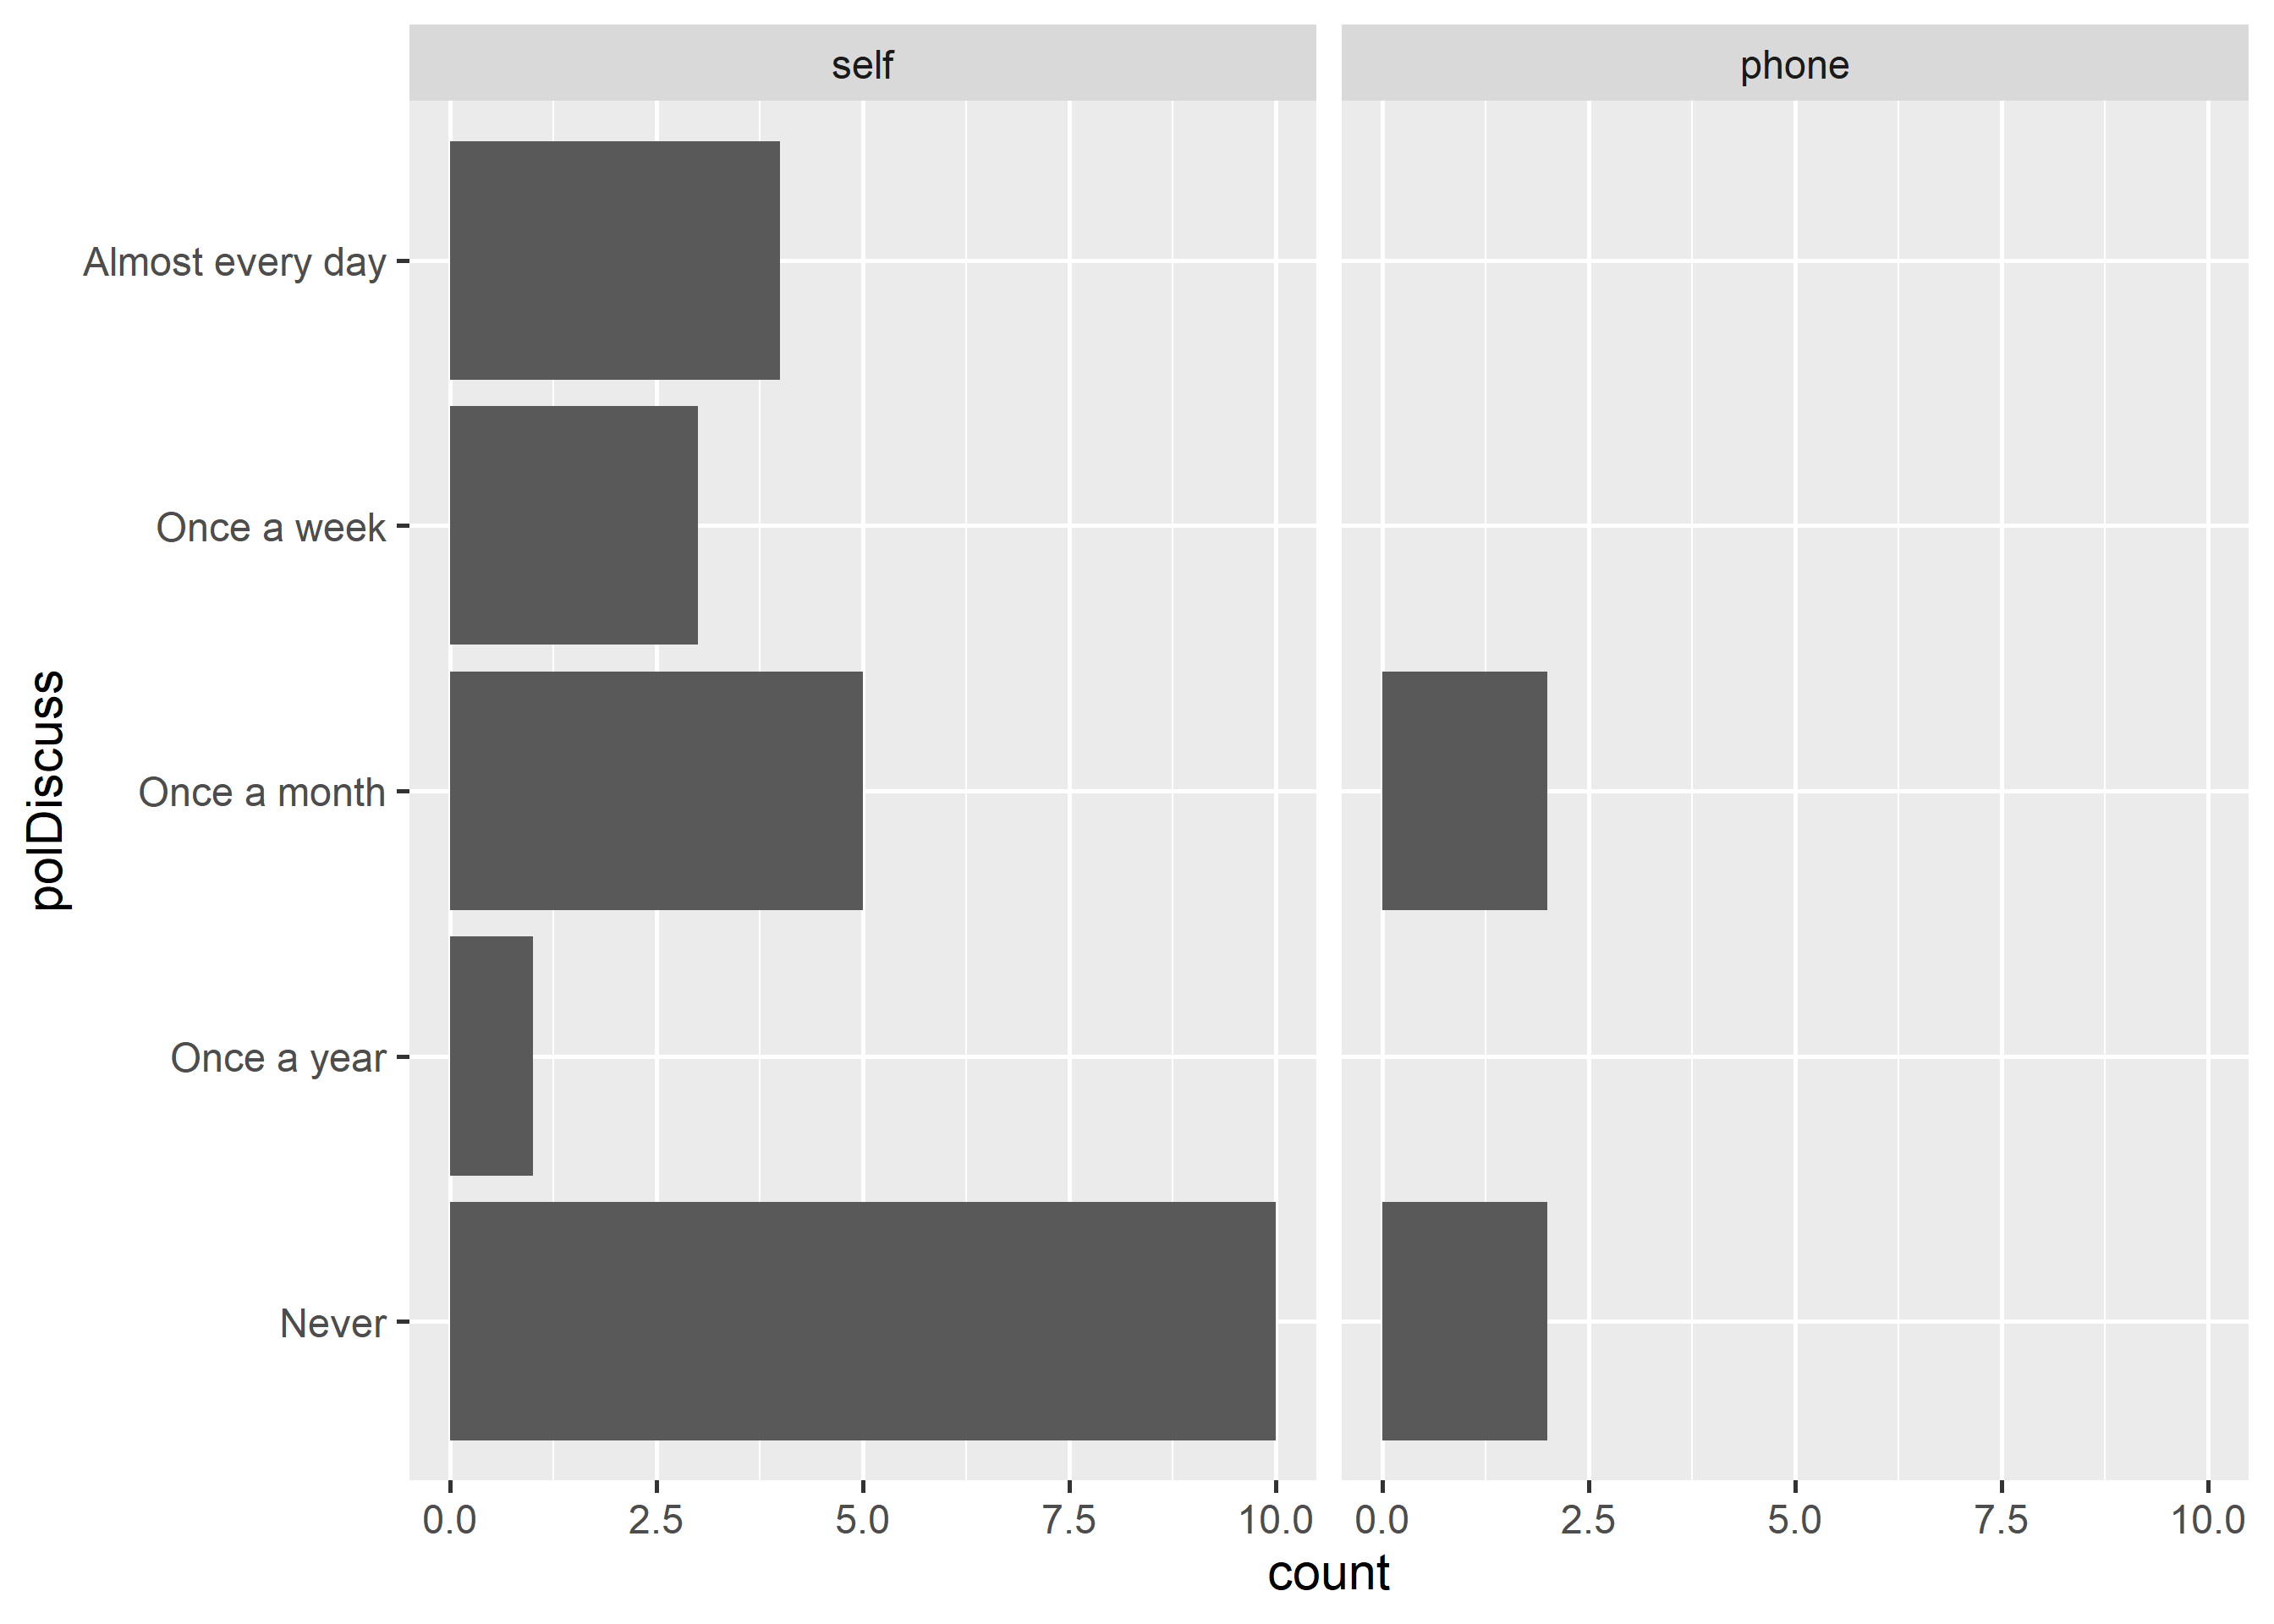 self
phone
Almost every day
Once a week
Once a month
Once a year
Never
polDiscuss
0.0 2.5 5.0 7.5 10.0 0.0 2.5 5.0 7.5 10.0
count